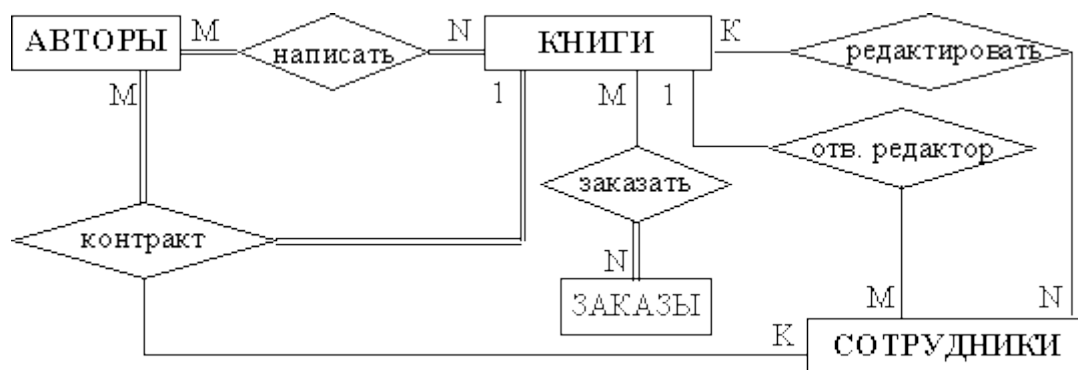 АВТОРЫ
М
написать
N
КНИГИ
К
редактировать
М
1
М
1
отв. редактор
заказать
контракт
N
ЗАКАЗЫ
М
N
К
СОТРУДНИКИ